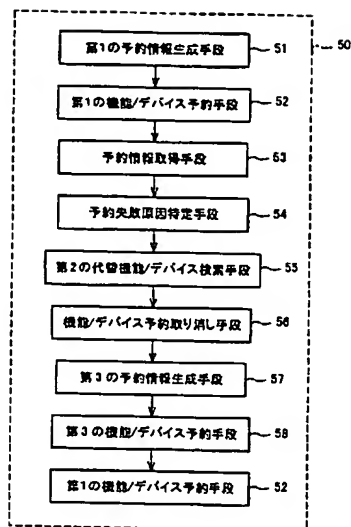 50
第1の予約情報生成手段 51
第1の機能/デバイス予約手段 52
予約情報取得手段 53
予約失敗原因特定手段 54
第2の代替機能/デバイス検索手段 55
機能/デバイス予約取り消し手段 56
第3の予約情報生成手段 57
第3の機能/デバイス予約手段 58
第1の機能/デバイス予約手段 52